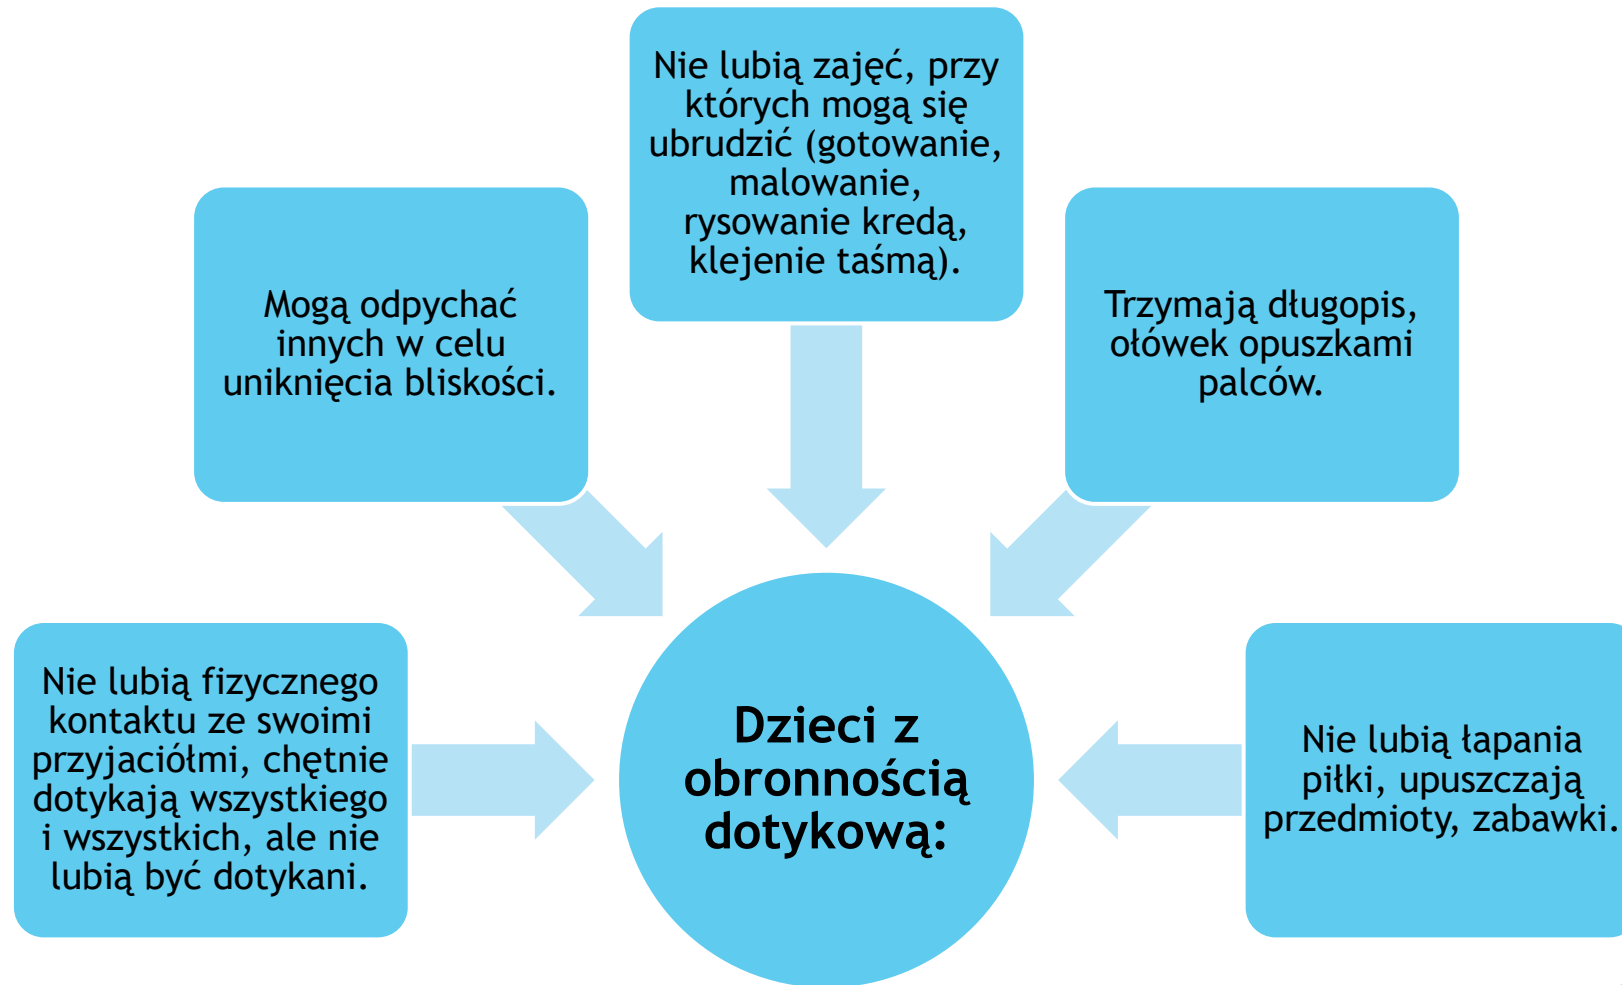 Nie lubią zajęć, przy
których mogą się
ubrudzić (gotowanie,
malowanie,
rysowanie kredą,
klejenie taśmą).
Mogą odpychać
innych w celu
uniknięcia bliskości.
Trzymają długopis,
ołówek opuszkami
palców.
Nie lubią fizycznego
kontaktu ze swoimi
przyjaciółmi, chętnie
dotykają wszystkiego
i wszystkich, ale nie
lubią być dotykani.
Dzieci z
obronnością
dotykową:
Nie lubią łapania
piłki, upuszczają
przedmioty, zabawki.